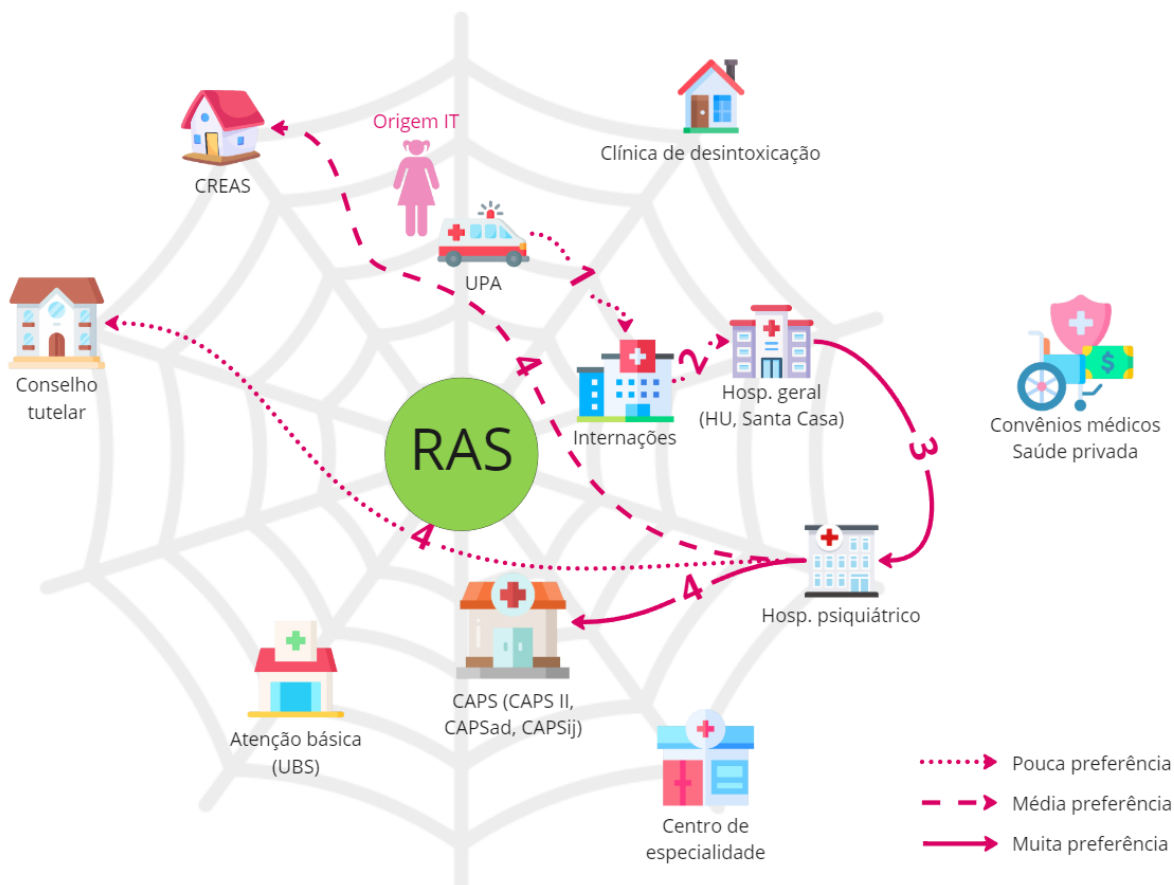 Origem IT
Clínica de desintoxicação
CREAS
UPA
1
Conselho
tutelar
4
2
Hosp. geral
(HU, Santa Casa)
Internações
3
Convênios médicos
Saúde privada
$
RAS
4
4
Hosp. psiquiátrico
CAPS (CAPS II,
CAPSad, CAPSij)
Atenção básica
(UBS)
Centro de
especialidade
Pouca preferência
Média preferência
Muita preferência